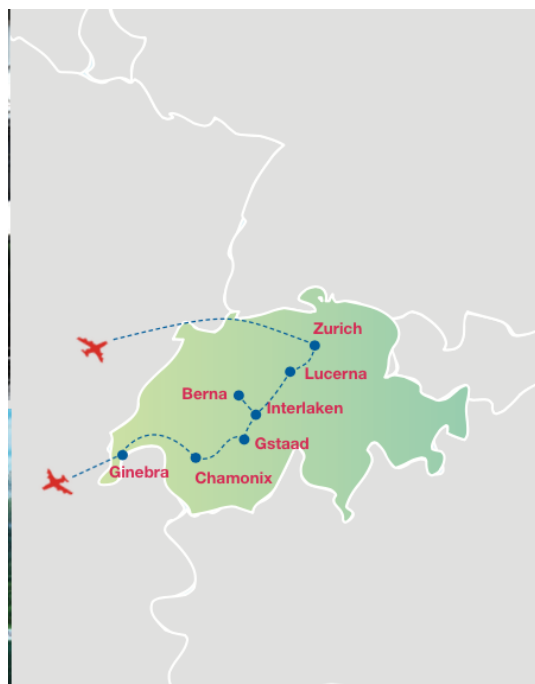 Zurich
Lucerna
Berna
Interlaken
Gstaad
Ginebra
Chamonix